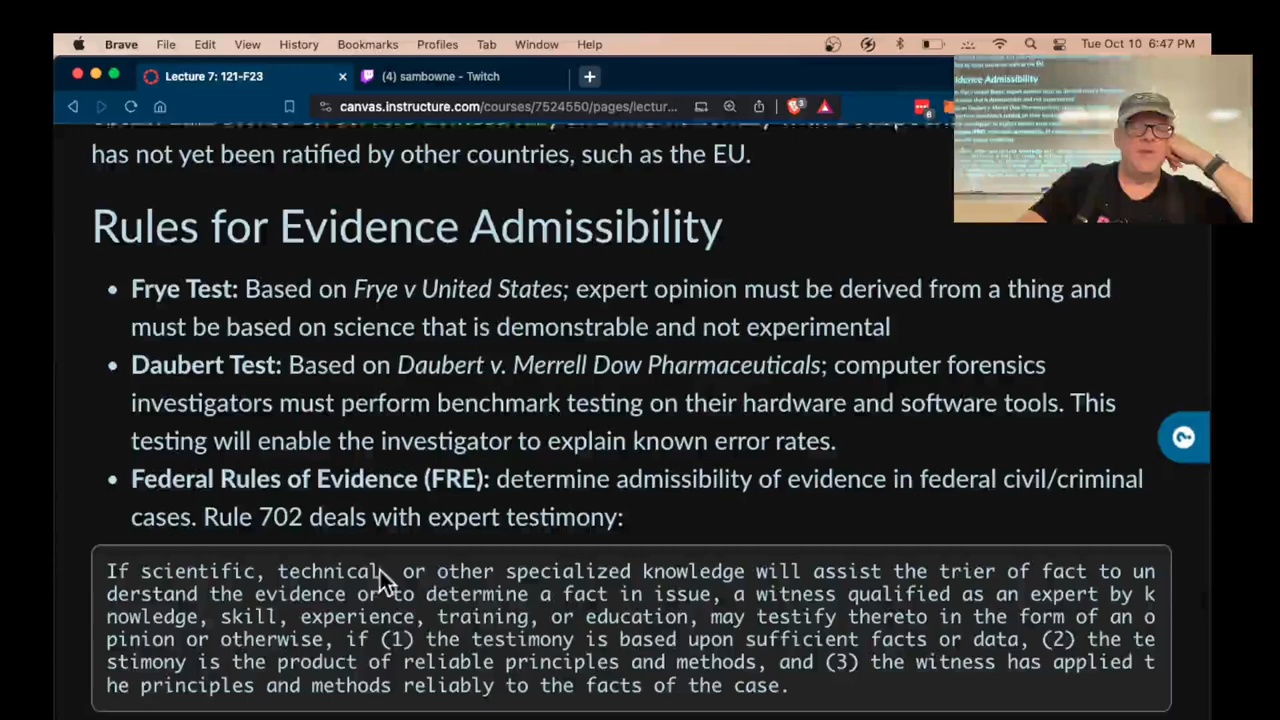 Brave File Edit View History Bookmarks Profiles Tab Window Help Tue Oct 10 6:47 PM
Lecture 7: 121-F23 (4) sambowne - Twitch
canvas.instructure.com/courses/7524550/pages/lectur...
has not yet been ratified by other countries, such as the EU.
Rules for Evidence Admissibility
• Frye Test: Based on Frye v United States; expert opinion must be derived from a thing and
must be based on science that is demonstrable and not experimental
• Daubert Test: Based on Daubert v. Merrell Dow Pharmaceuticals; computer forensics
investigators must perform benchmark testing on their hardware and software tools. This
testing will enable the investigator to explain known error rates.
• Federal Rules of Evidence (FRE): determine admissibility of evidence in federal civil/criminal
cases. Rule 702 deals with expert testimony:
If scientific, technical, or other specialized knowledge will assist the trier of fact to un
derstand the evidence or to determine a fact in issue, a witness qualified as an expert by k
nowledge, skill, experience, training, or education, may testify thereto in the form of an o
pinion or otherwise, if (1) the testimony is based upon sufficient facts or data, (2) the te
stimony is the product of reliable principles and methods, and (3) the witness has applied t
he principles and methods reliably to the facts of the case.
idence Admissibility